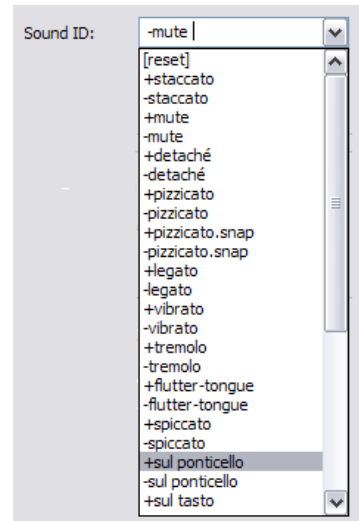 Sound ID: -mute
[reset]
+staccato
-staccato
+mute
-mute
+detaché
-detaché
+pizzicato
-pizzicato
+pizzicato.snap
-pizzicato.snap
+legato
-legato
+vibrato
-vibrato
+tremolo
-tremolo
+flutter-tongue
-flutter-tongue
+spiccato
-spiccato
+sul ponticello
-sul ponticello
+sul tasto